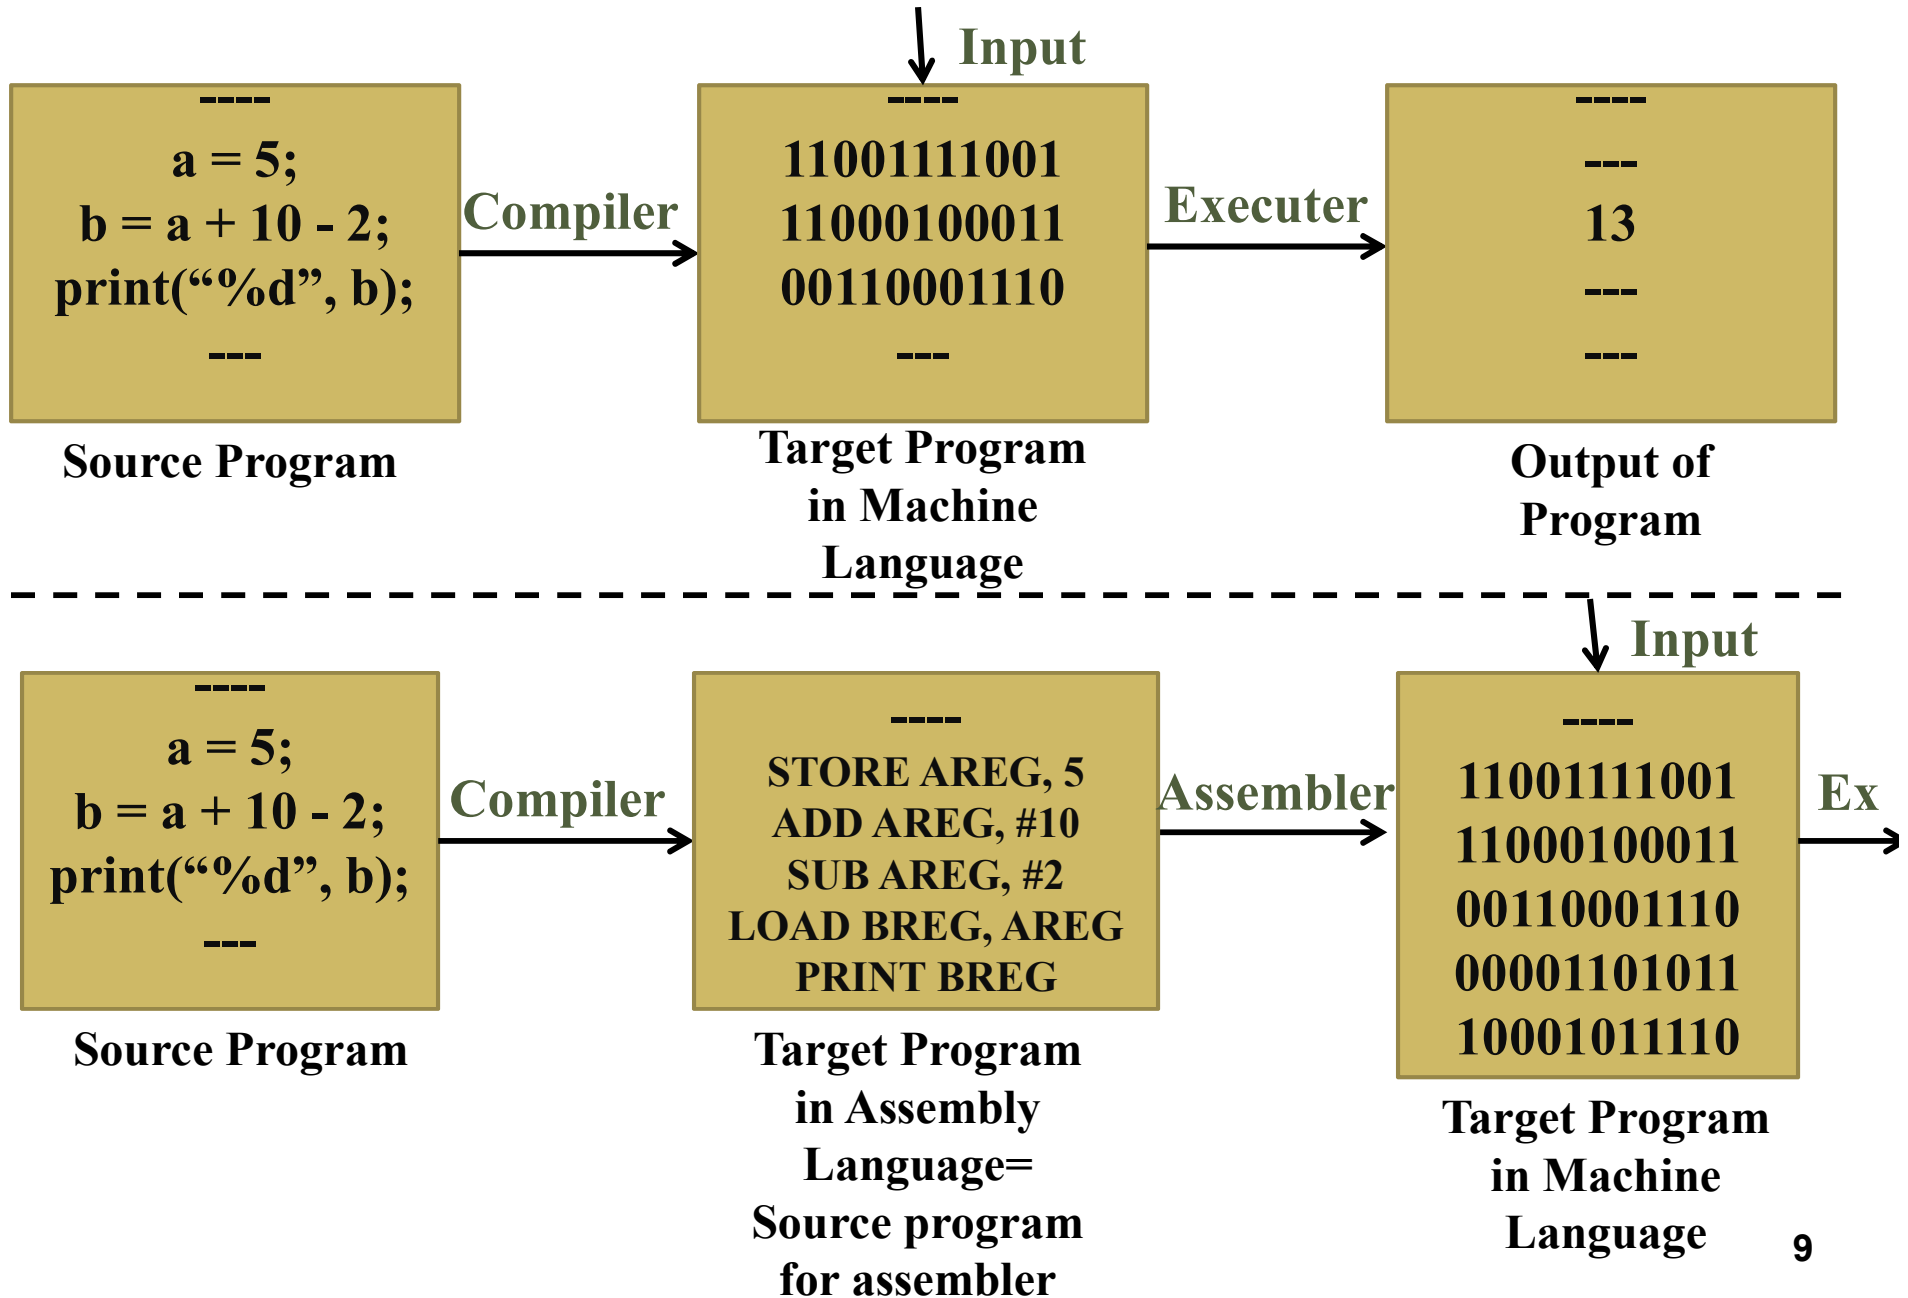 Input
----
a = 5;
b = a + 10 - 2;
print(“%d”, b);
---
Source Program
Compiler
----
11001111001
11000100011
00110001110
---
Target Program
in Machine
Language
Executer
----
---
13
---
---
Output of
Program
Input
----
a = 5;
b = a + 10 - 2;
print(“%d”, b);
---
Source Program
Compiler
----
STORE AREG, 5
ADD AREG, #10
SUB AREG, #2
LOAD BREG, AREG
PRINT BREG
Target Program
in Assembly
Language=
Source program
for assembler
Assembler
----
11001111001
11000100011
00110001110
00001101011
10001011110
Target Program
in Machine
Language
Ex
9